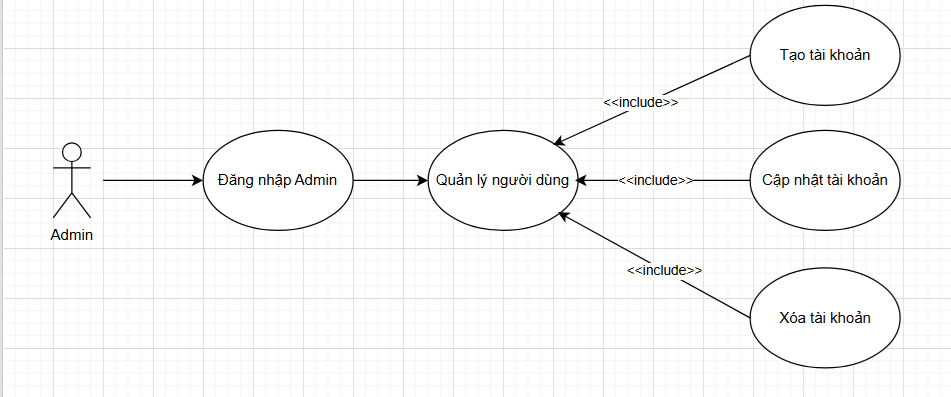 Tạo tài khoản
<<include>>
Admin
Đăng nhập Admin
Quản lý người dùng
<<include>>
Cập nhật tài khoản
<<include>>
Xóa tài khoản